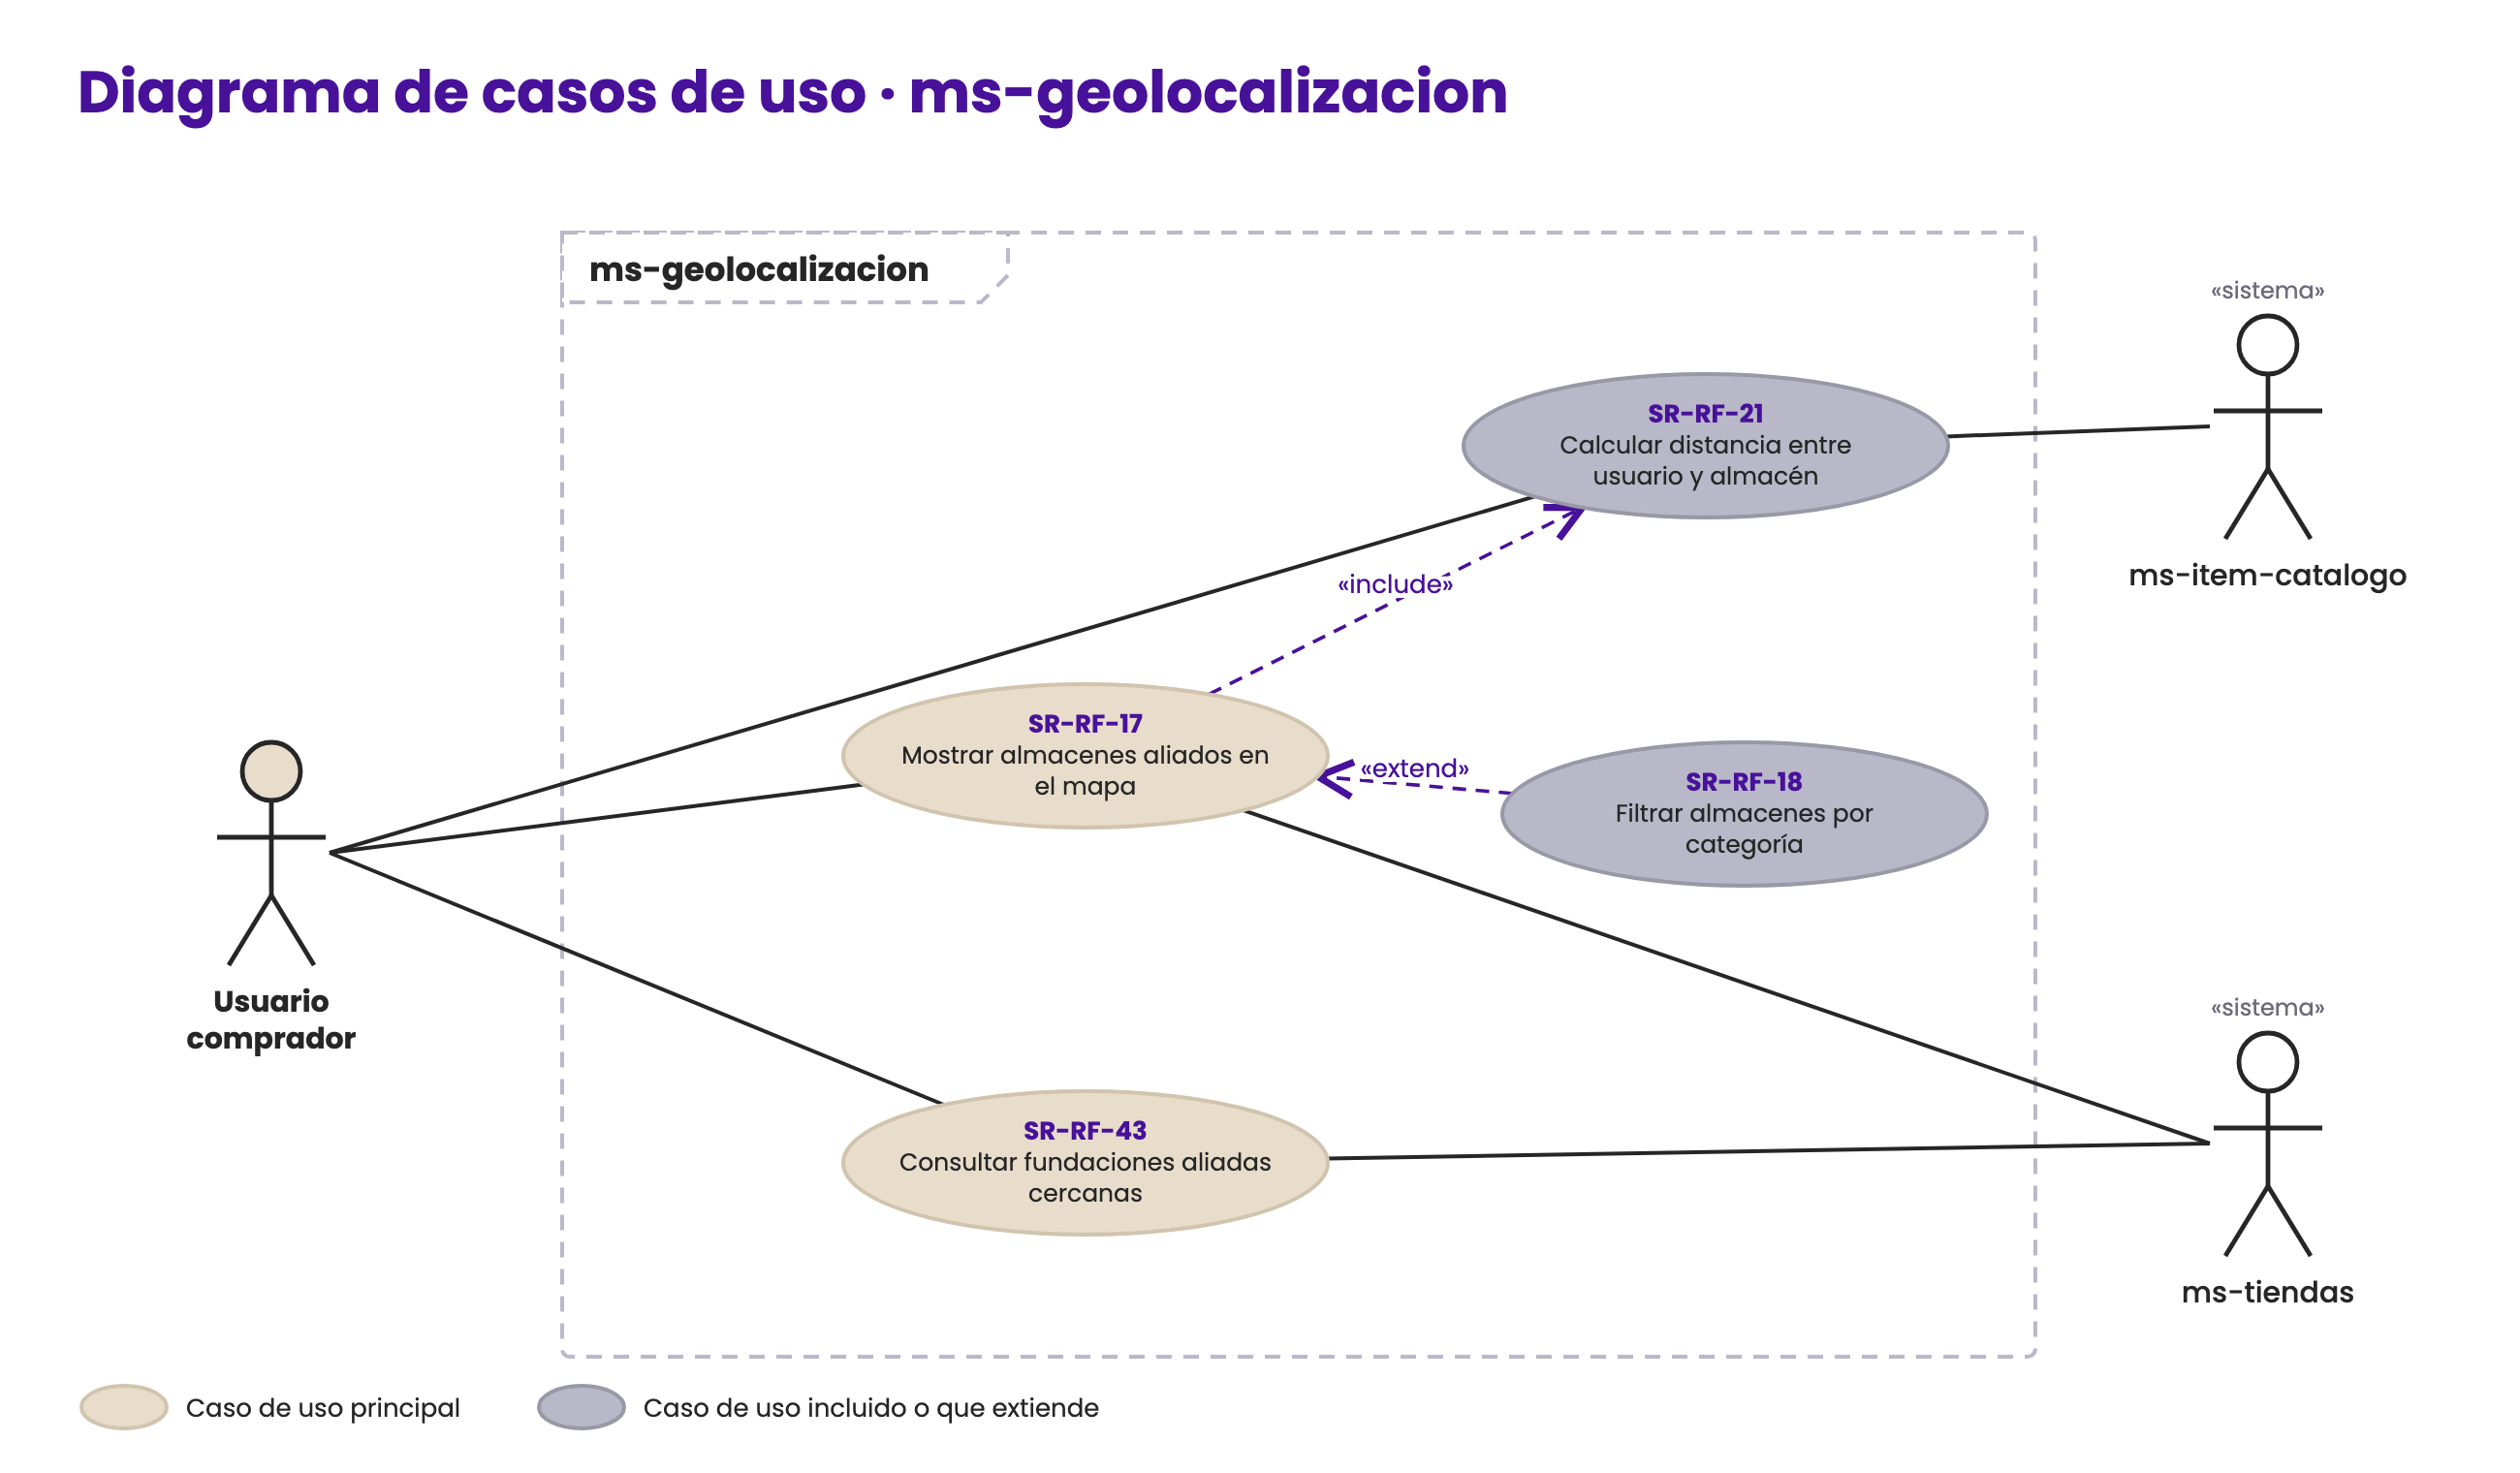 Diagrama de casos de uso · ms-geolocalizacion
ms-geolocalizacion
«sistema»
SR-RF-21
Calcular distancia entre
usuario y almacén
ms-item-catalogo
«include»
SR-RF-17
Mostrar almacenes aliados en
el mapa
«extend»
SR-RF-18
Filtrar almacenes por
categoría
Usuario
comprador
«sistema»
SR-RF-43
Consultar fundaciones aliadas
cercanas
ms-tiendas
Caso de uso principal
Caso de uso incluido o que extiende